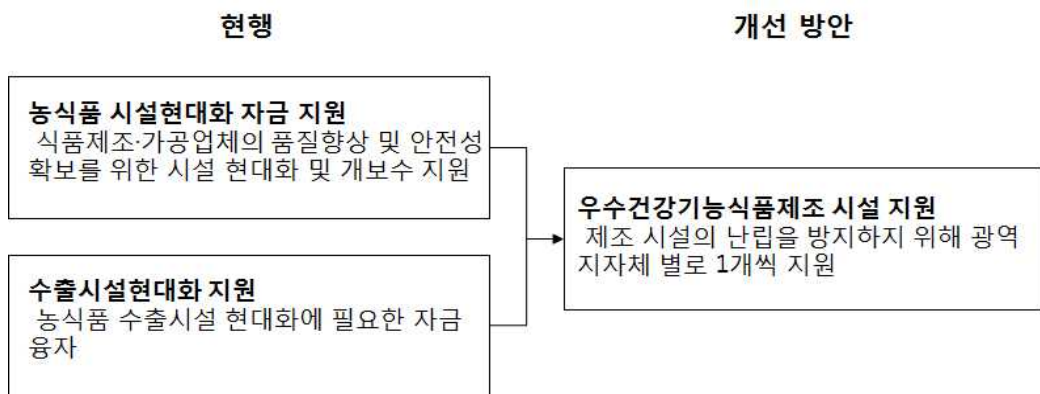 현행
개선 방안
농식품 시설현대화 자금 지원
식품제조·가공업체의 품질향상 및 안전성
확보를 위한 시설 현대화 및 개보수 지원
수출시설현대화 지원
농식품 수출시설 현대화에 필요한 자금
융자
우수건강기능식품제조 시설 지원
제조 시설의 난립을 방지하지 위해 광역
지자체 별로 1개씩 지원